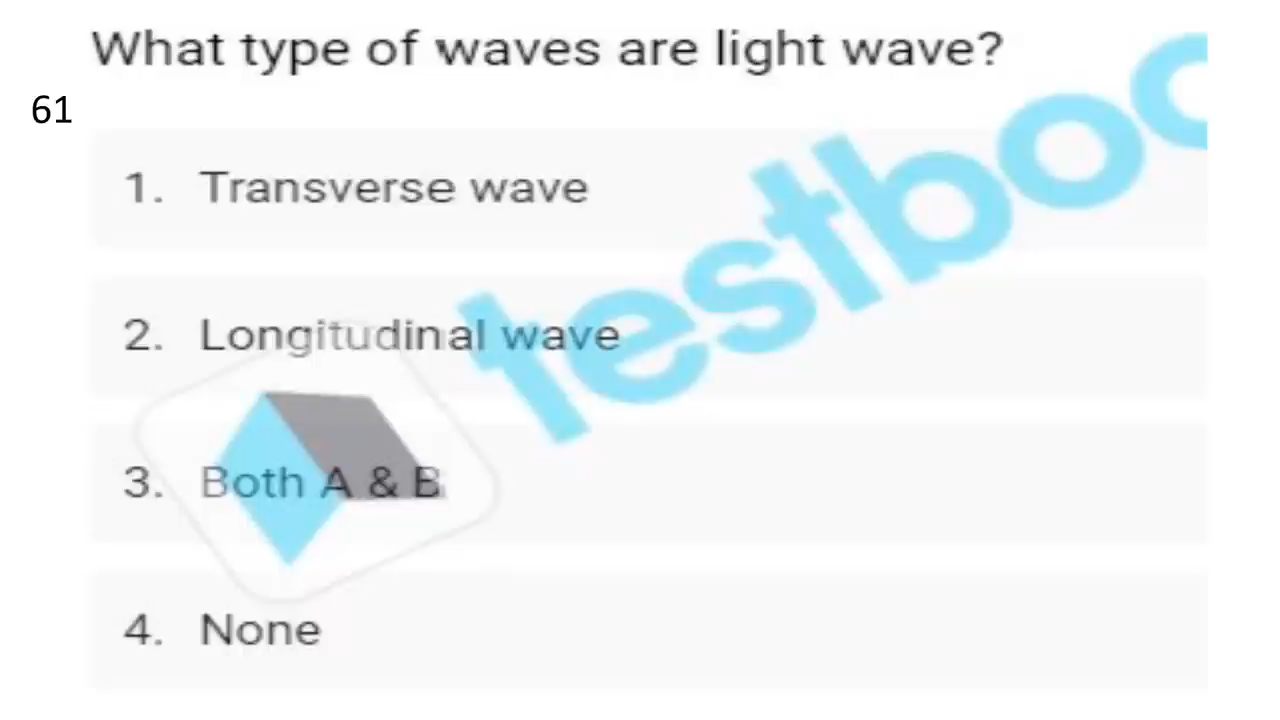 What type of waves are light wave?
61
1. Transverse wave
2. Longitudinal wave
3. Both A & B
4. None
testboo